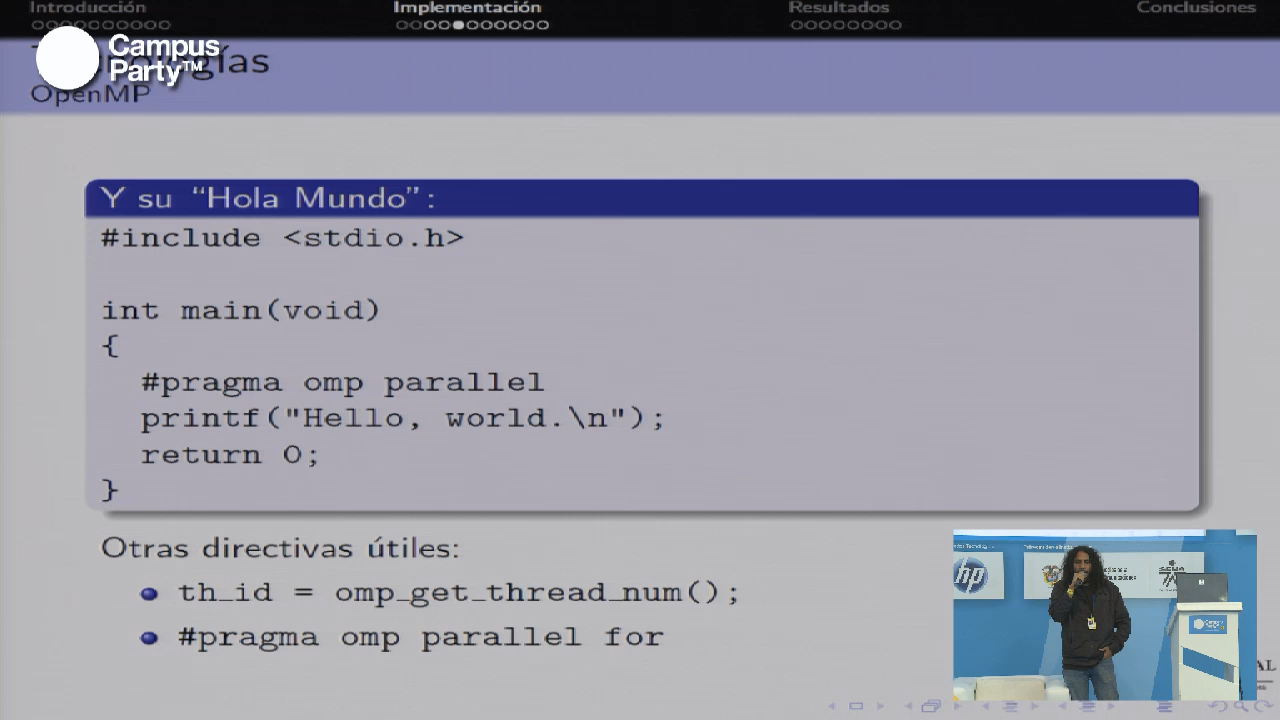 Introducción
Implementación
Resultados
Conclusiones
Campus
Party™
OpenMP
Y su “Hola Mundo”:
#include <stdio.h>
int main(void)
{
#pragma omp parallel
printf("Hello, world.\n");
return 0;
}
Otras directivas útiles:
th_id = omp_get_thread_num();
#pragma omp parallel for
hp